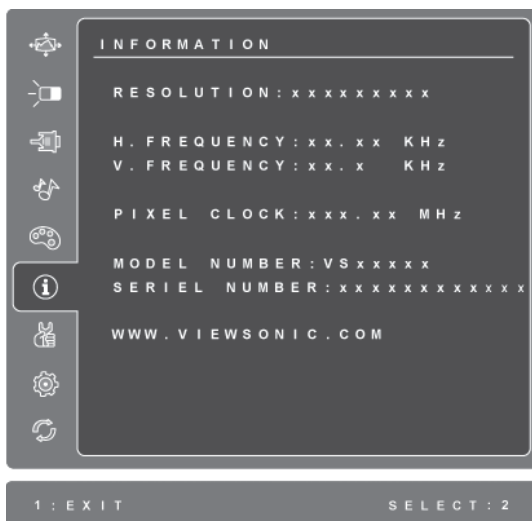 INFORMATION
RESOLUTION:xxxxxxxxx
H.FREQUENCY:xx.xx KHz
V.FREQUENCY:xx.x KHz
PIXEL CLOCK:xxx.xx MHz
MODEL NUMBER:VSxxxxx
SERIEL NUMBER:xxxxxxxxxxxx
WWW.VIEWSONIC.COM
1:EXIT SELECT:2